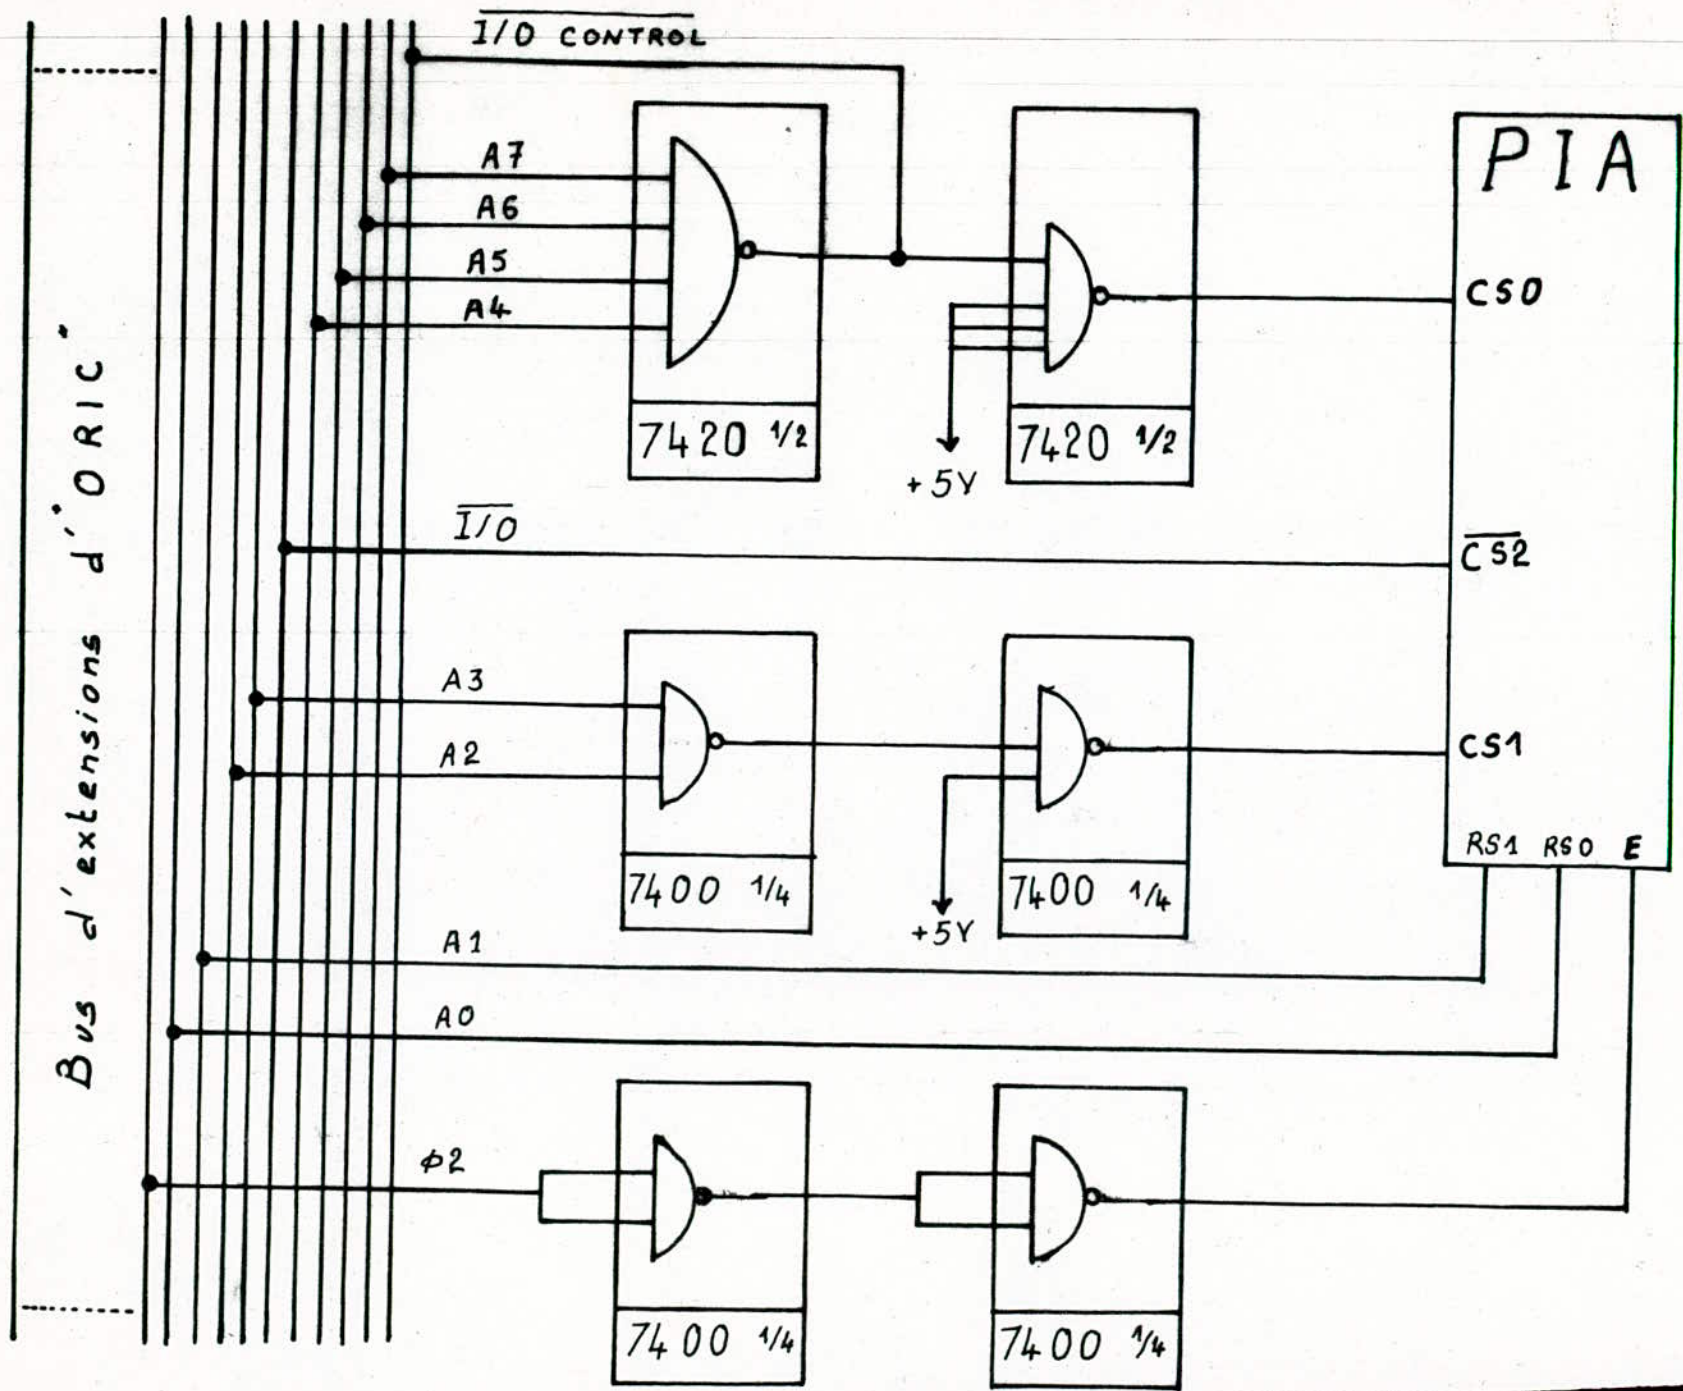 I/O CONTROL
PIA
A7
A6
A5
A4
CS0
7420 1/2
7420 1/2
+5V
Bus d'extensions d'"ORIC"
I/O
CS2
A3
A2
CS1
RS1 RS0 E
7400 1/4
7400 1/4
+5V
A1
A0
φ2
7400 1/4
7400 1/4